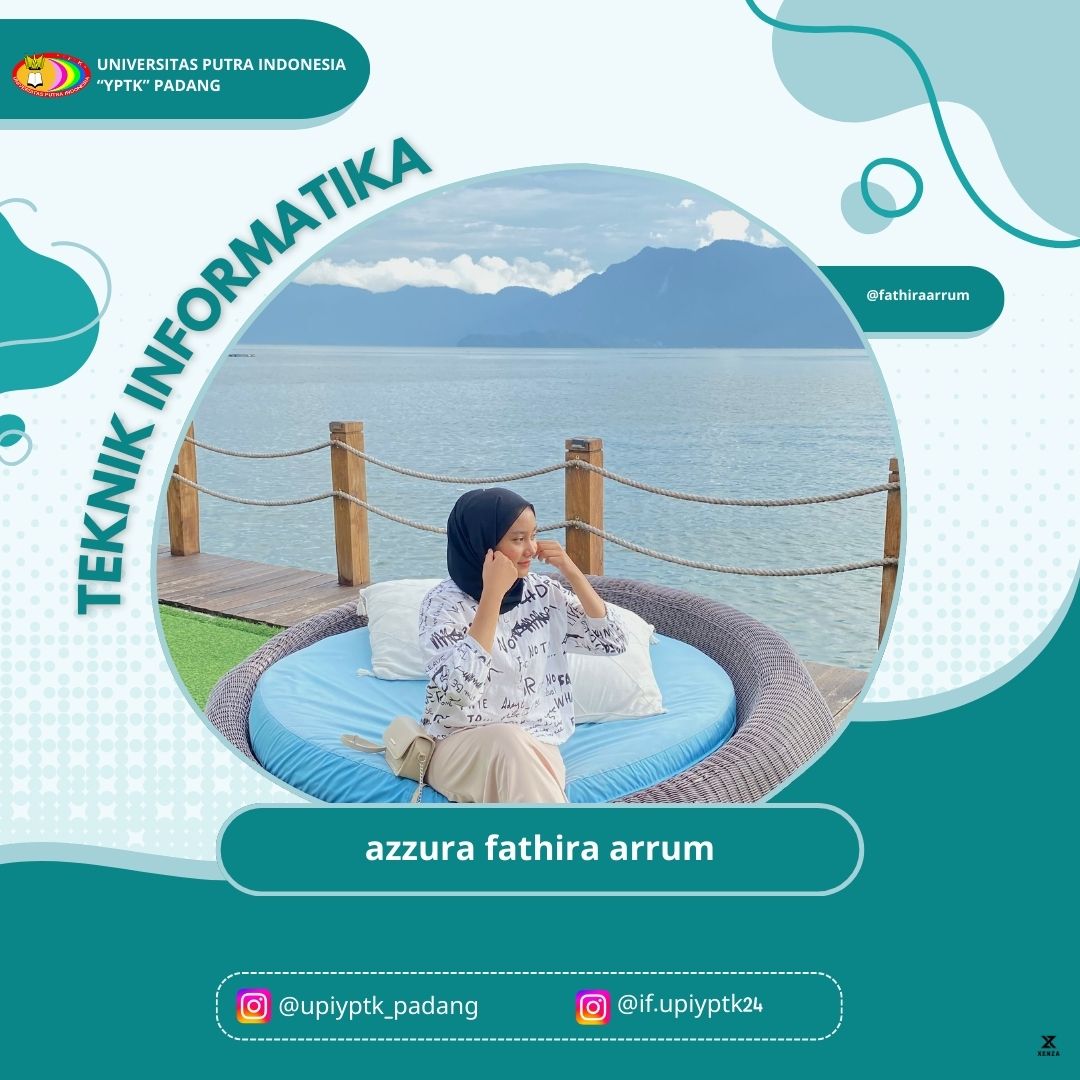 UNIVERSITAS PUTRA INDONESIA
“YPTK” PADANG
TEKNIK INFORMATIKA
@fathiraarrum
azzura fathira arrum
@upiyptk_padang
@if.upiyptk24
XENZA